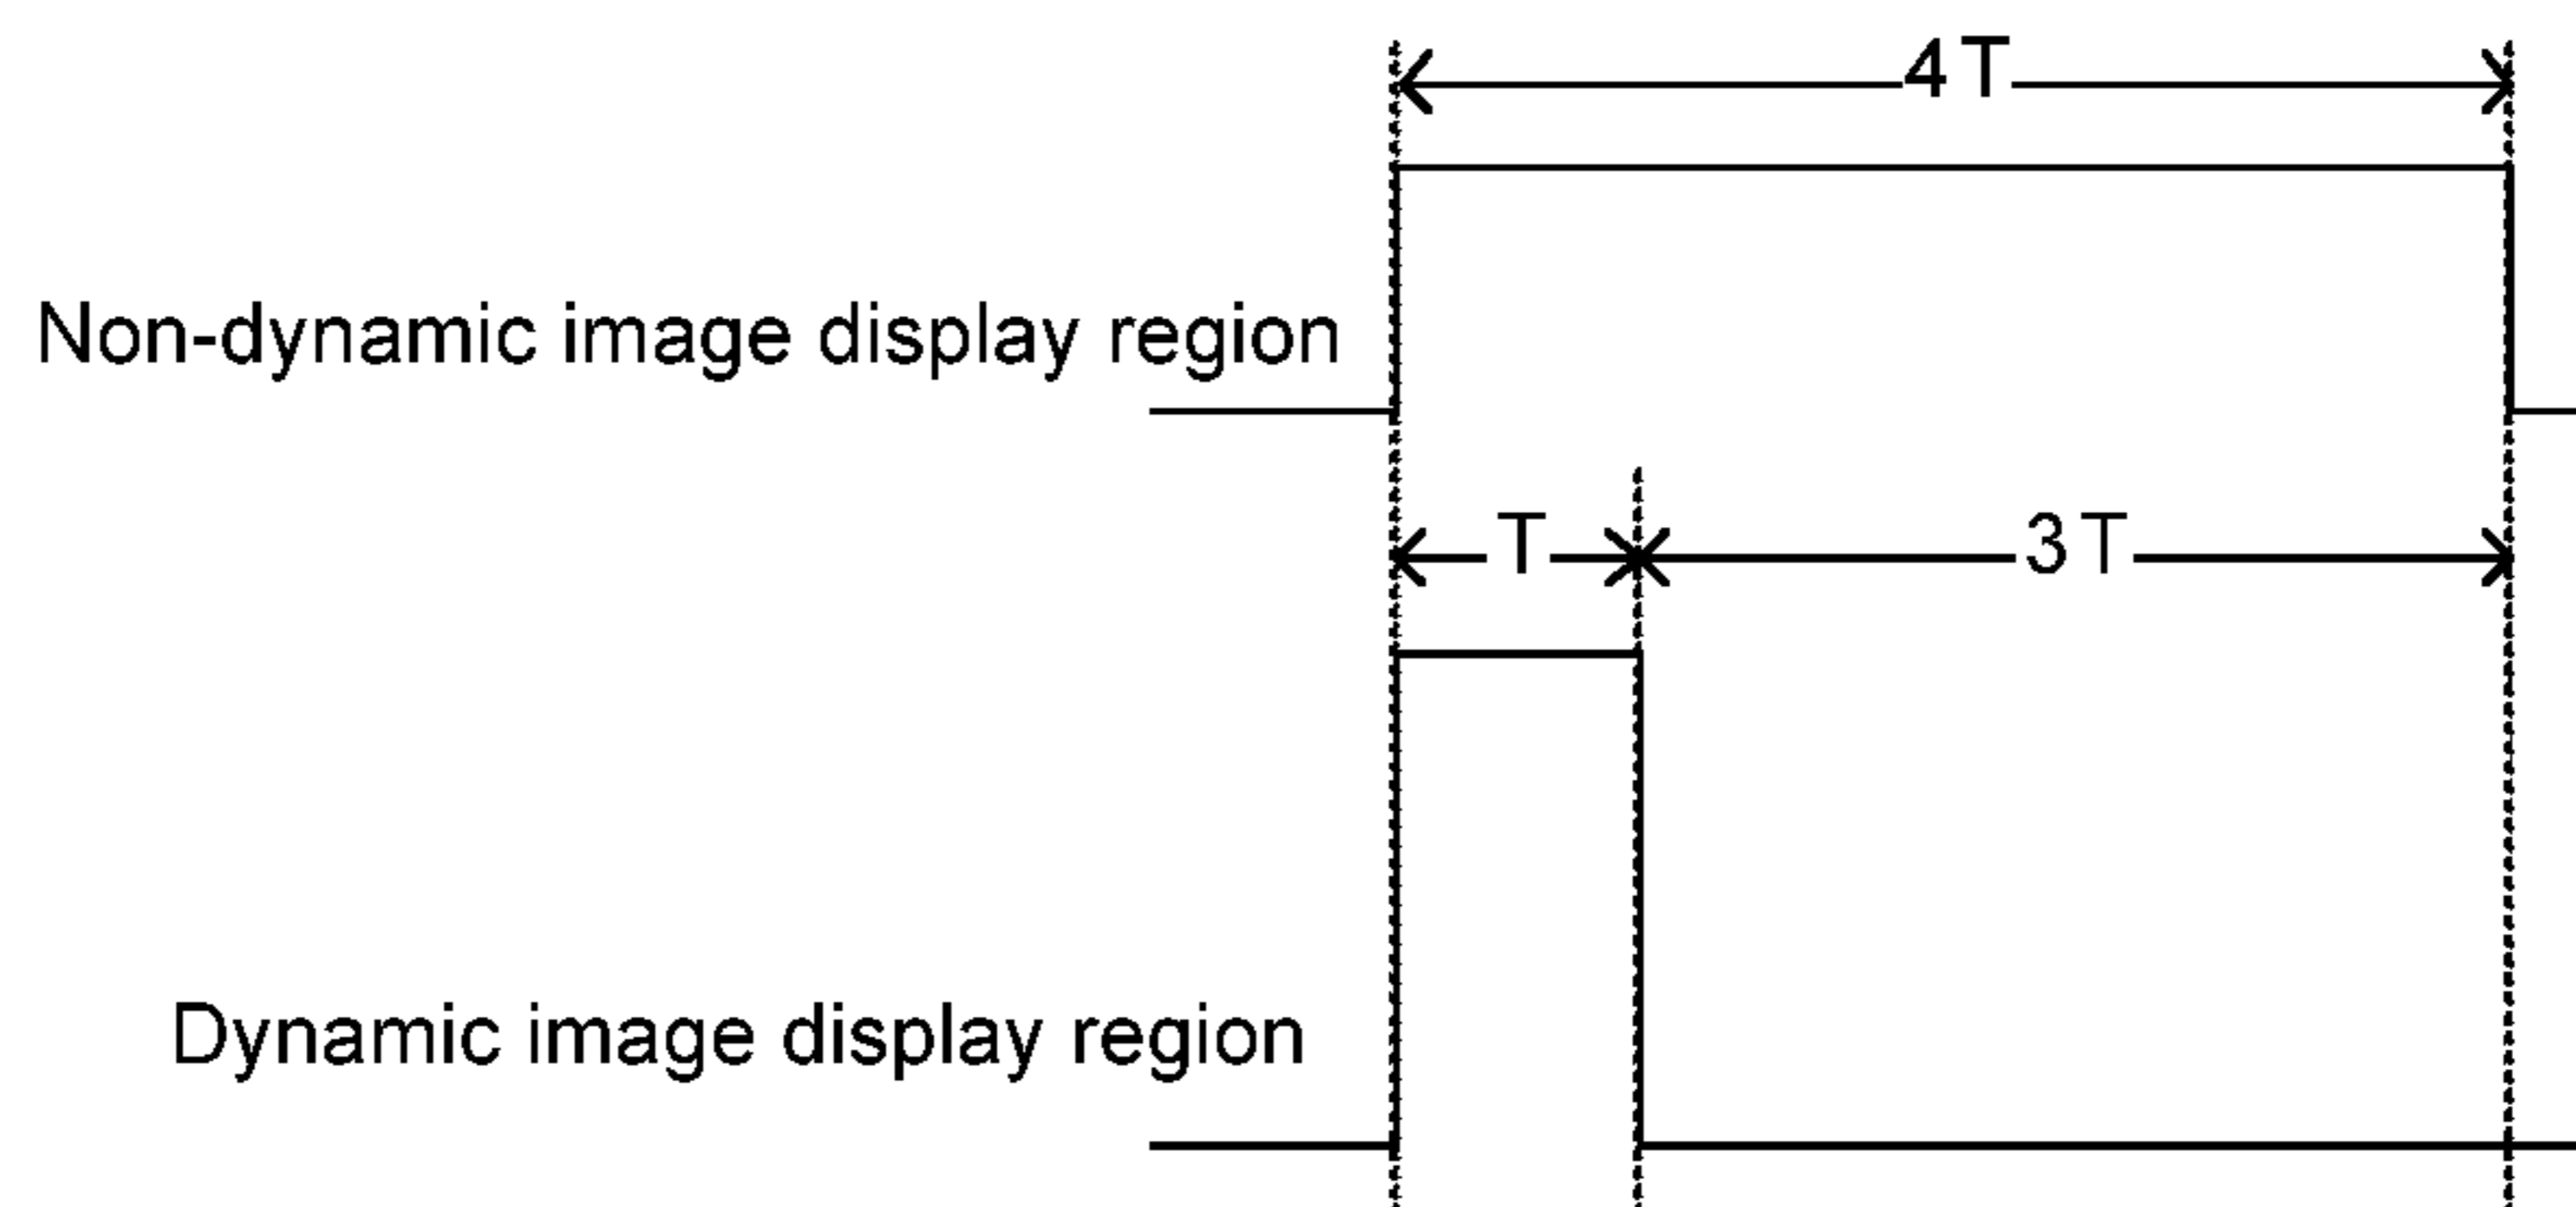 4T
Non-dynamic image display region
T
3T
Dynamic image display region